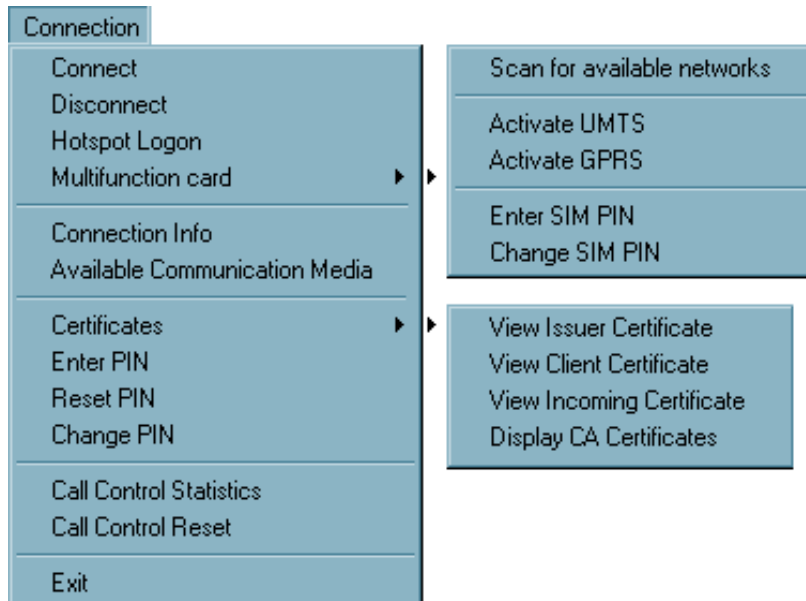 Connection
Connect
Disconnect
Hotspot Logon
Multifunction card
Connection Info
Available Communication Media
Certificates
Enter PIN
Reset PIN
Change PIN
Call Control Statistics
Call Control Reset
Exit
Scan for available networks
Activate UMTS
Activate GPRS
Enter SIM PIN
Change SIM PIN
View Issuer Certificate
View Client Certificate
View Incoming Certificate
Display CA Certificates